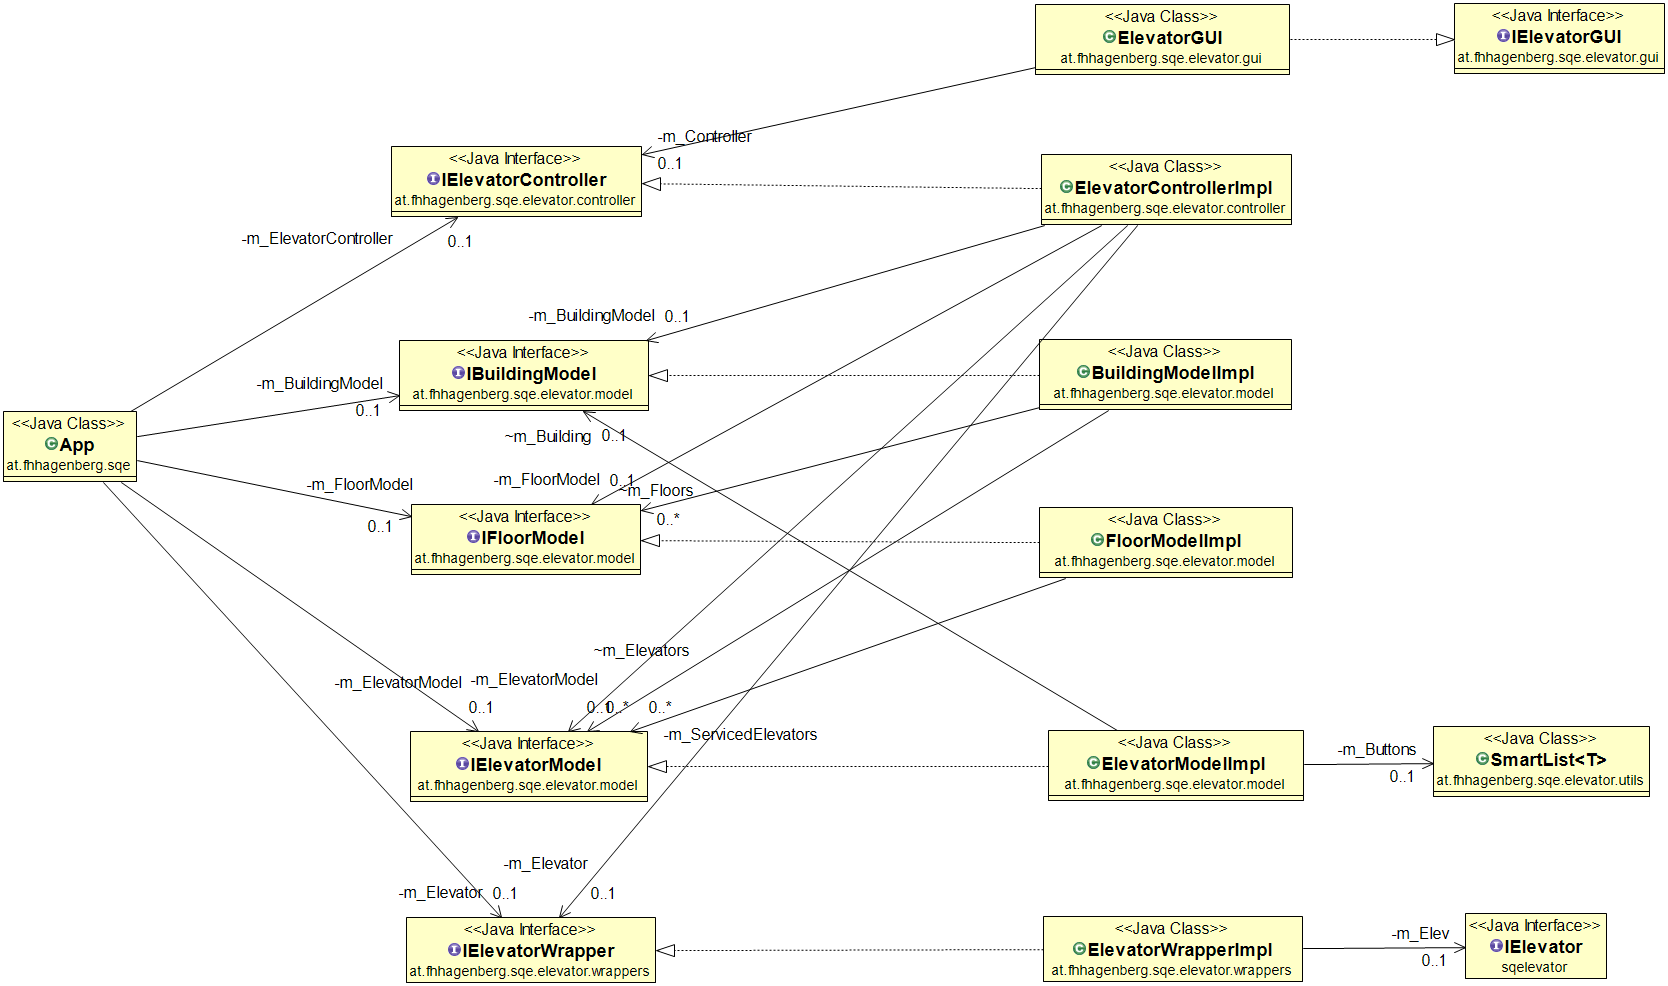 <<Java Class>>
ElevatorGUI
at.fhhagenberg.sqe.elevator.gui
<<Java Interface>>
IElevatorGUI
at.fhhagenberg.sqe.elevator.gui
-m_Controller
0..1
<<Java Interface>>
IElevatorController
at.fhhagenberg.sqe.elevator.controller
<<Java Class>>
ElevatorControllerImpl
at.fhhagenberg.sqe.elevator.controller
-m_ElevatorController
0..1
-m_BuildingModel
0..1
<<Java Interface>>
IBuildingModel
at.fhhagenberg.sqe.elevator.model
<<Java Class>>
BuildingModelImpl
at.fhhagenberg.sqe.elevator.model
-m_BuildingModel
0..1
<<Java Class>>
App
at.fhhagenberg.sqe
~m_Building
0..1
-m_FloorModel
0..1
-m_FloorModel
0..1
~m_Floors
0..*
<<Java Interface>>
IFloorModel
at.fhhagenberg.sqe.elevator.model
<<Java Class>>
FloorModelImpl
at.fhhagenberg.sqe.elevator.model
~m_Elevators
-m_ElevatorModel
-m_ElevatorModel
0..1
0..1
0..*
0..*
-m_ServicedElevators
<<Java Interface>>
IElevatorModel
at.fhhagenberg.sqe.elevator.model
<<Java Class>>
ElevatorModelImpl
at.fhhagenberg.sqe.elevator.model
-m_Buttons
0..1
<<Java Class>>
SmartList<T>
at.fhhagenberg.sqe.elevator.utils
-m_Elevator
-m_Elevator
0..1
0..1
<<Java Interface>>
IElevatorWrapper
at.fhhagenberg.sqe.elevator.wrappers
<<Java Class>>
ElevatorWrapperImpl
at.fhhagenberg.sqe.elevator.wrappers
-m_Elev
0..1
<<Java Interface>>
IElevator
sqelevator